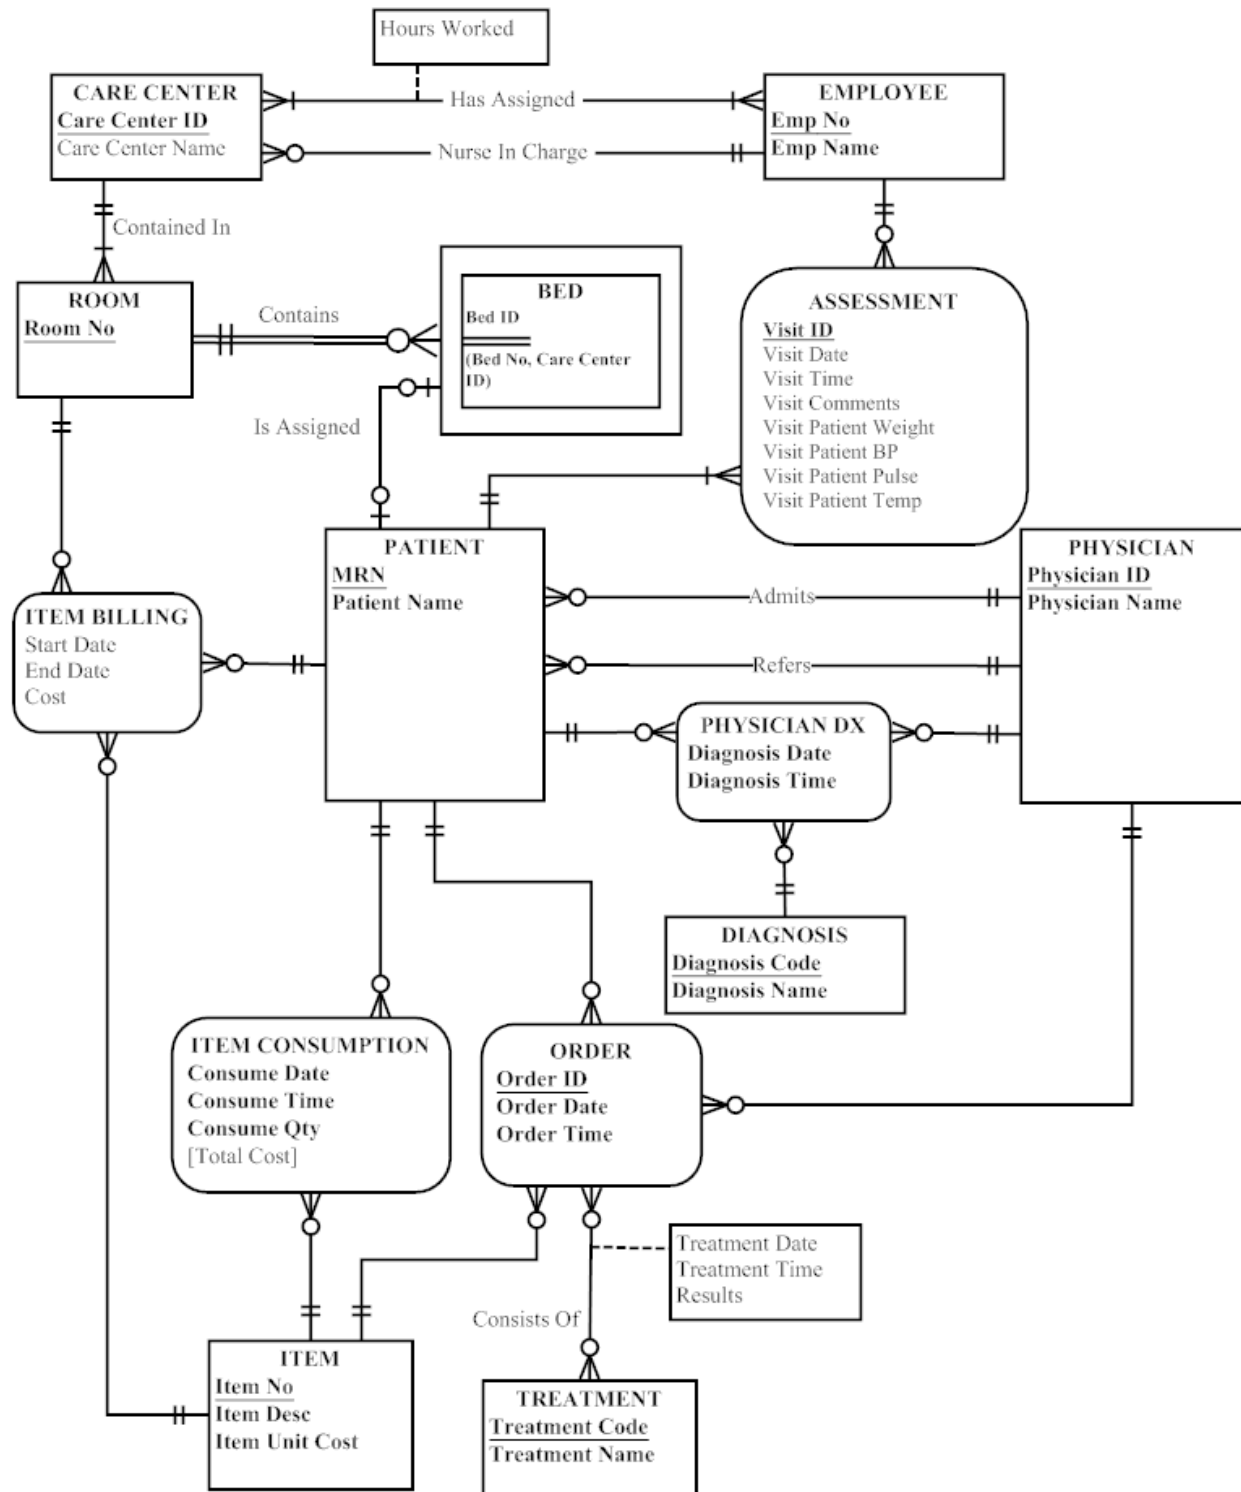 Hours Worked
CARE CENTER
Care Center ID
Care Center Name
Has Assigned
Nurse In Charge
EMPLOYEE
Emp No
Emp Name
Contained In
ROOM
Room No
Contains
BED
Bed ID
(Bed No, Care Center
ID)
Is Assigned
ASSESSMENT
Visit ID
Visit Date
Visit Time
Visit Comments
Visit Patient Weight
Visit Patient BP
Visit Patient Pulse
Visit Patient Temp
PATIENT
MRN
Patient Name
Admits
Refers
PHYSICIAN
Physician ID
Physician Name
ITEM BILLING
Start Date
End Date
Cost
PHYSICIAN DX
Diagnosis Date
Diagnosis Time
DIAGNOSIS
Diagnosis Code
Diagnosis Name
ITEM CONSUMPTION
Consume Date
Consume Time
Consume Qty
[Total Cost]
ORDER
Order ID
Order Date
Order Time
Treatment Date
Treatment Time
Results
Consists Of
ITEM
Item No
Item Desc
Item Unit Cost
TREATMENT
Treatment Code
Treatment Name